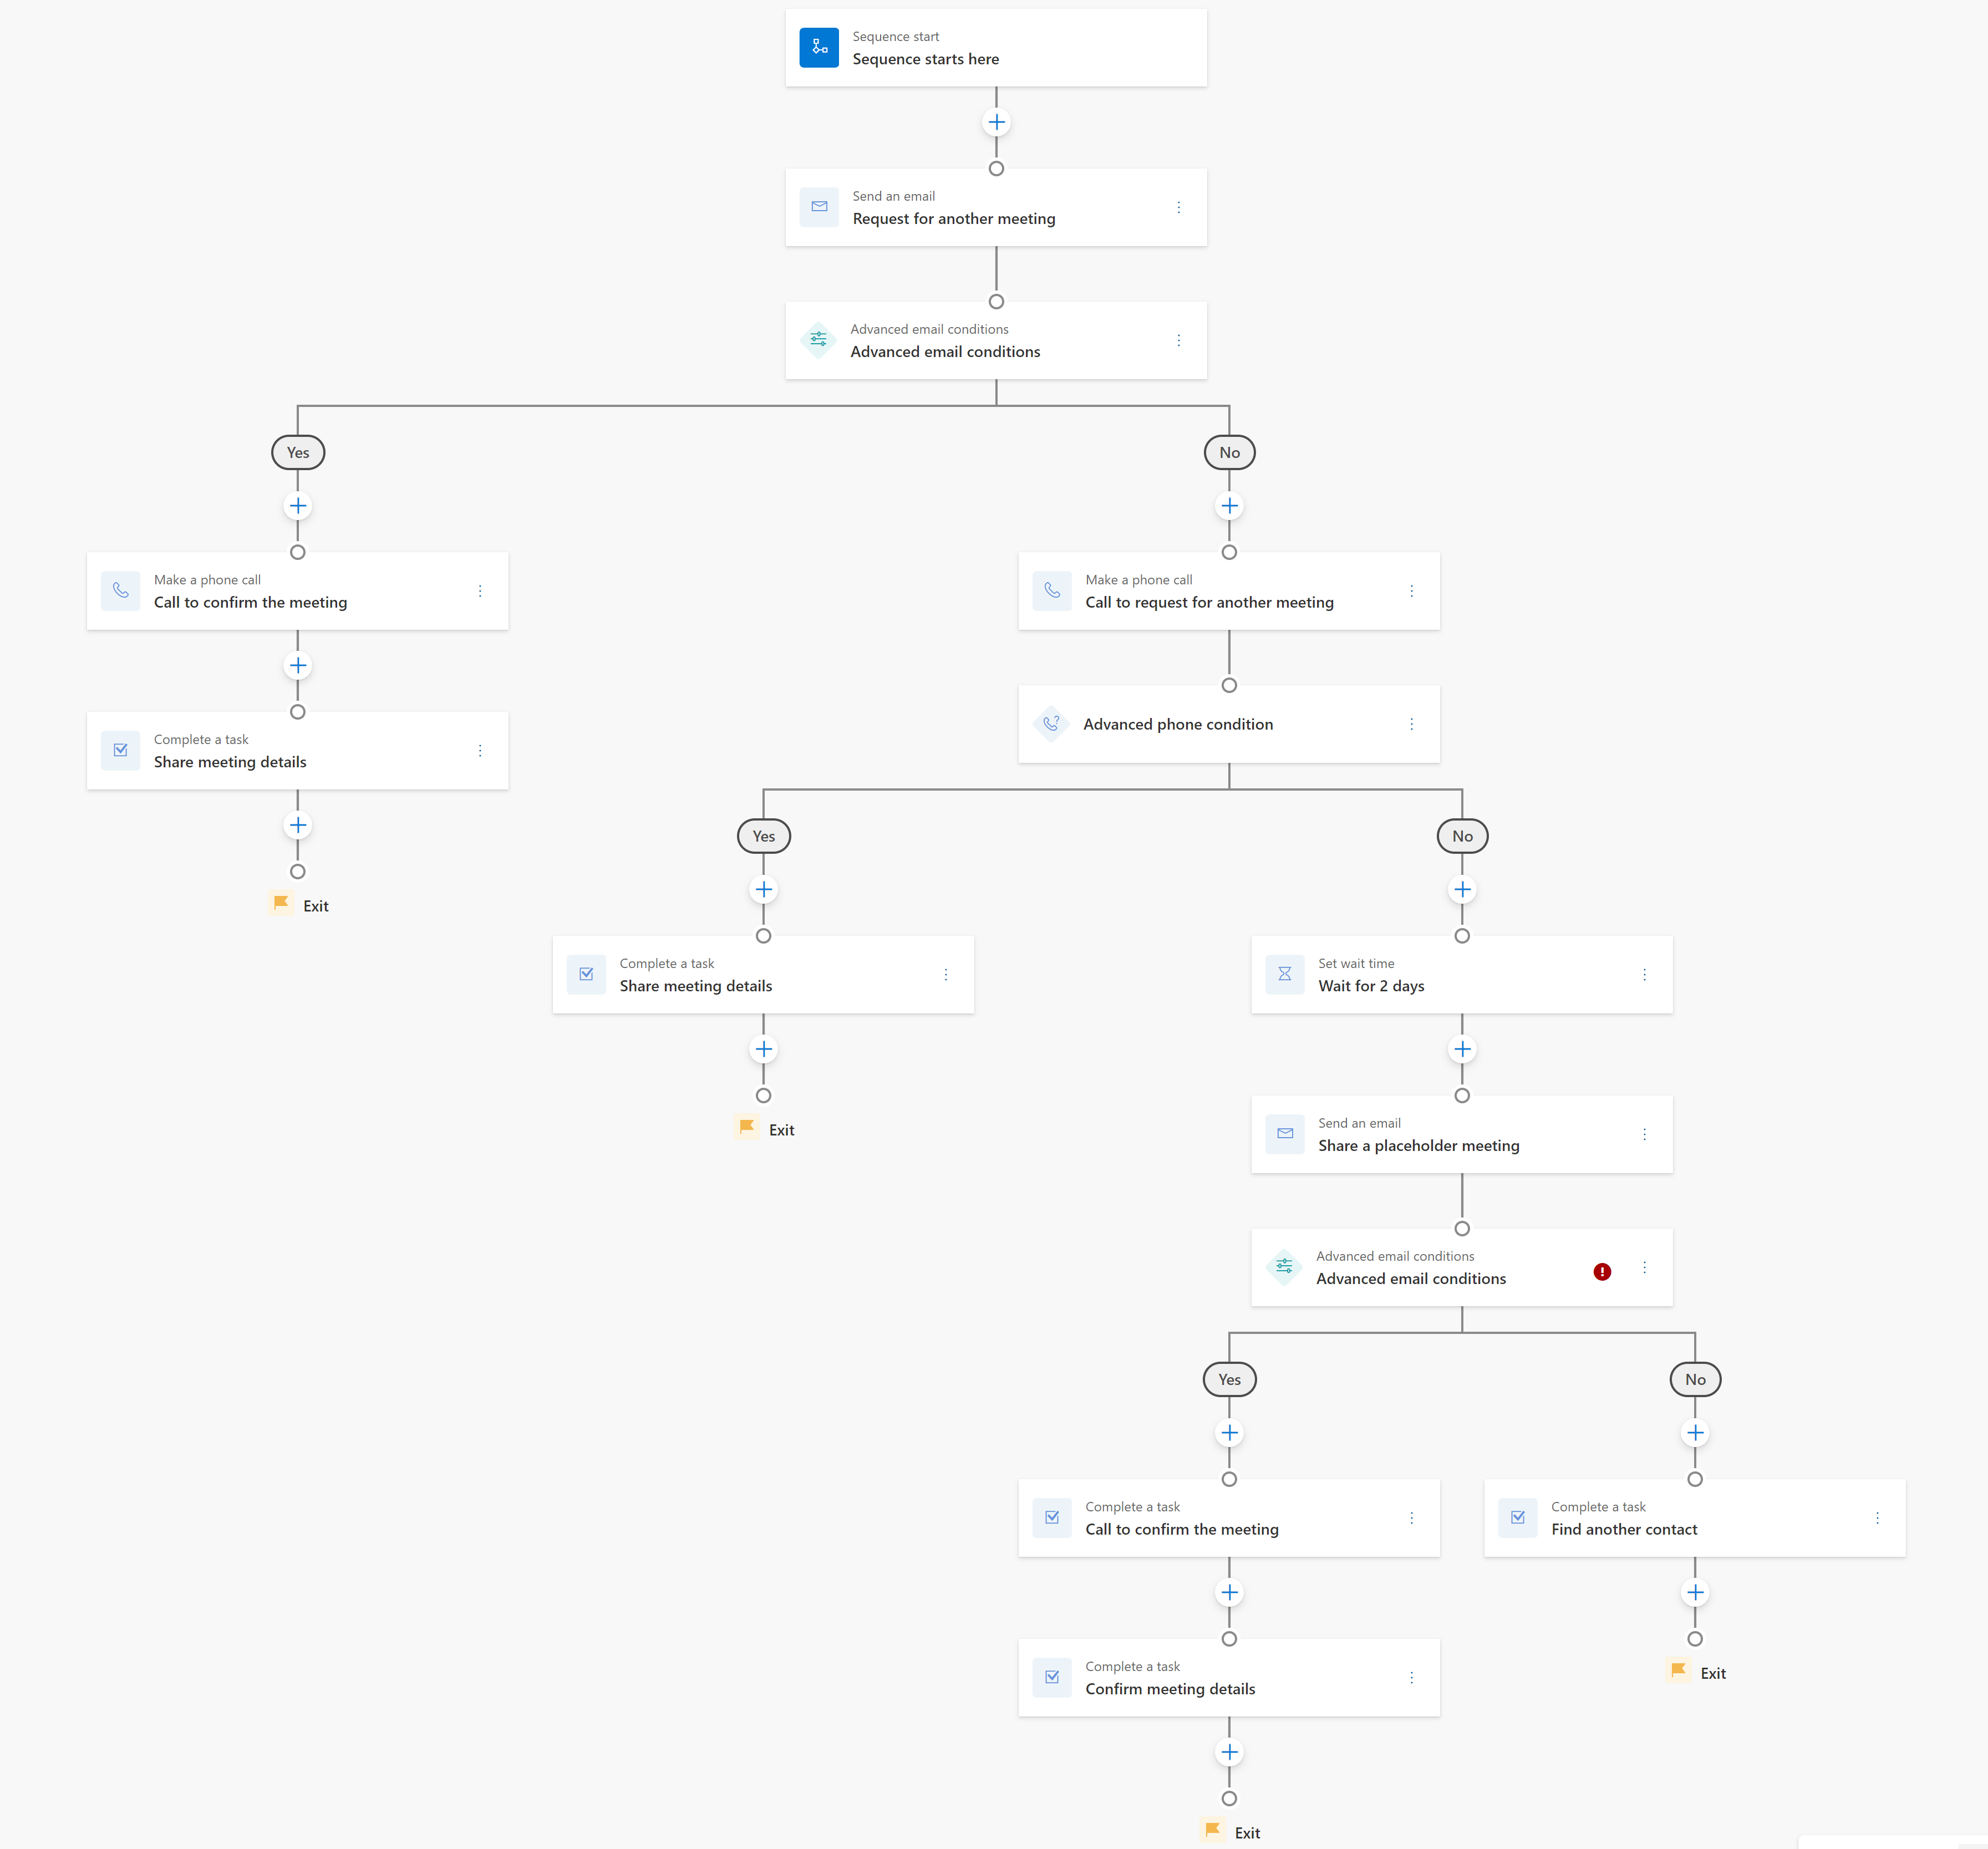 Sequence start
Sequence starts here
Send an email
Request for another meeting
Advanced email conditions
Advanced email conditions
Yes
No
Make a phone call
Call to confirm the meeting
Make a phone call
Call to request for another meeting
Complete a task
Share meeting details
Advanced phone condition
Yes
No
Exit
Complete a task
Share meeting details
Set wait time
Wait for 2 days
Exit
Send an email
Share a placeholder meeting
Advanced email conditions
Advanced email conditions
Yes
No
Complete a task
Call to confirm the meeting
Complete a task
Find another contact
Complete a task
Confirm meeting details
Exit
Exit